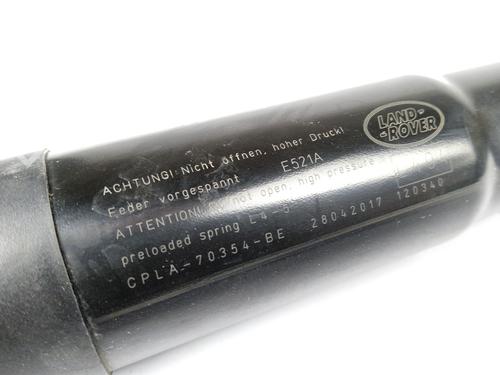 LAND-
-ROVER
ACHTUNG! Nicht öffnen, hoher Druck!
Feder vorgespannt E521A
ATTENTION! not open, high pressure
preloaded spring L4-
CPLA-70354-BE 28042017 120340